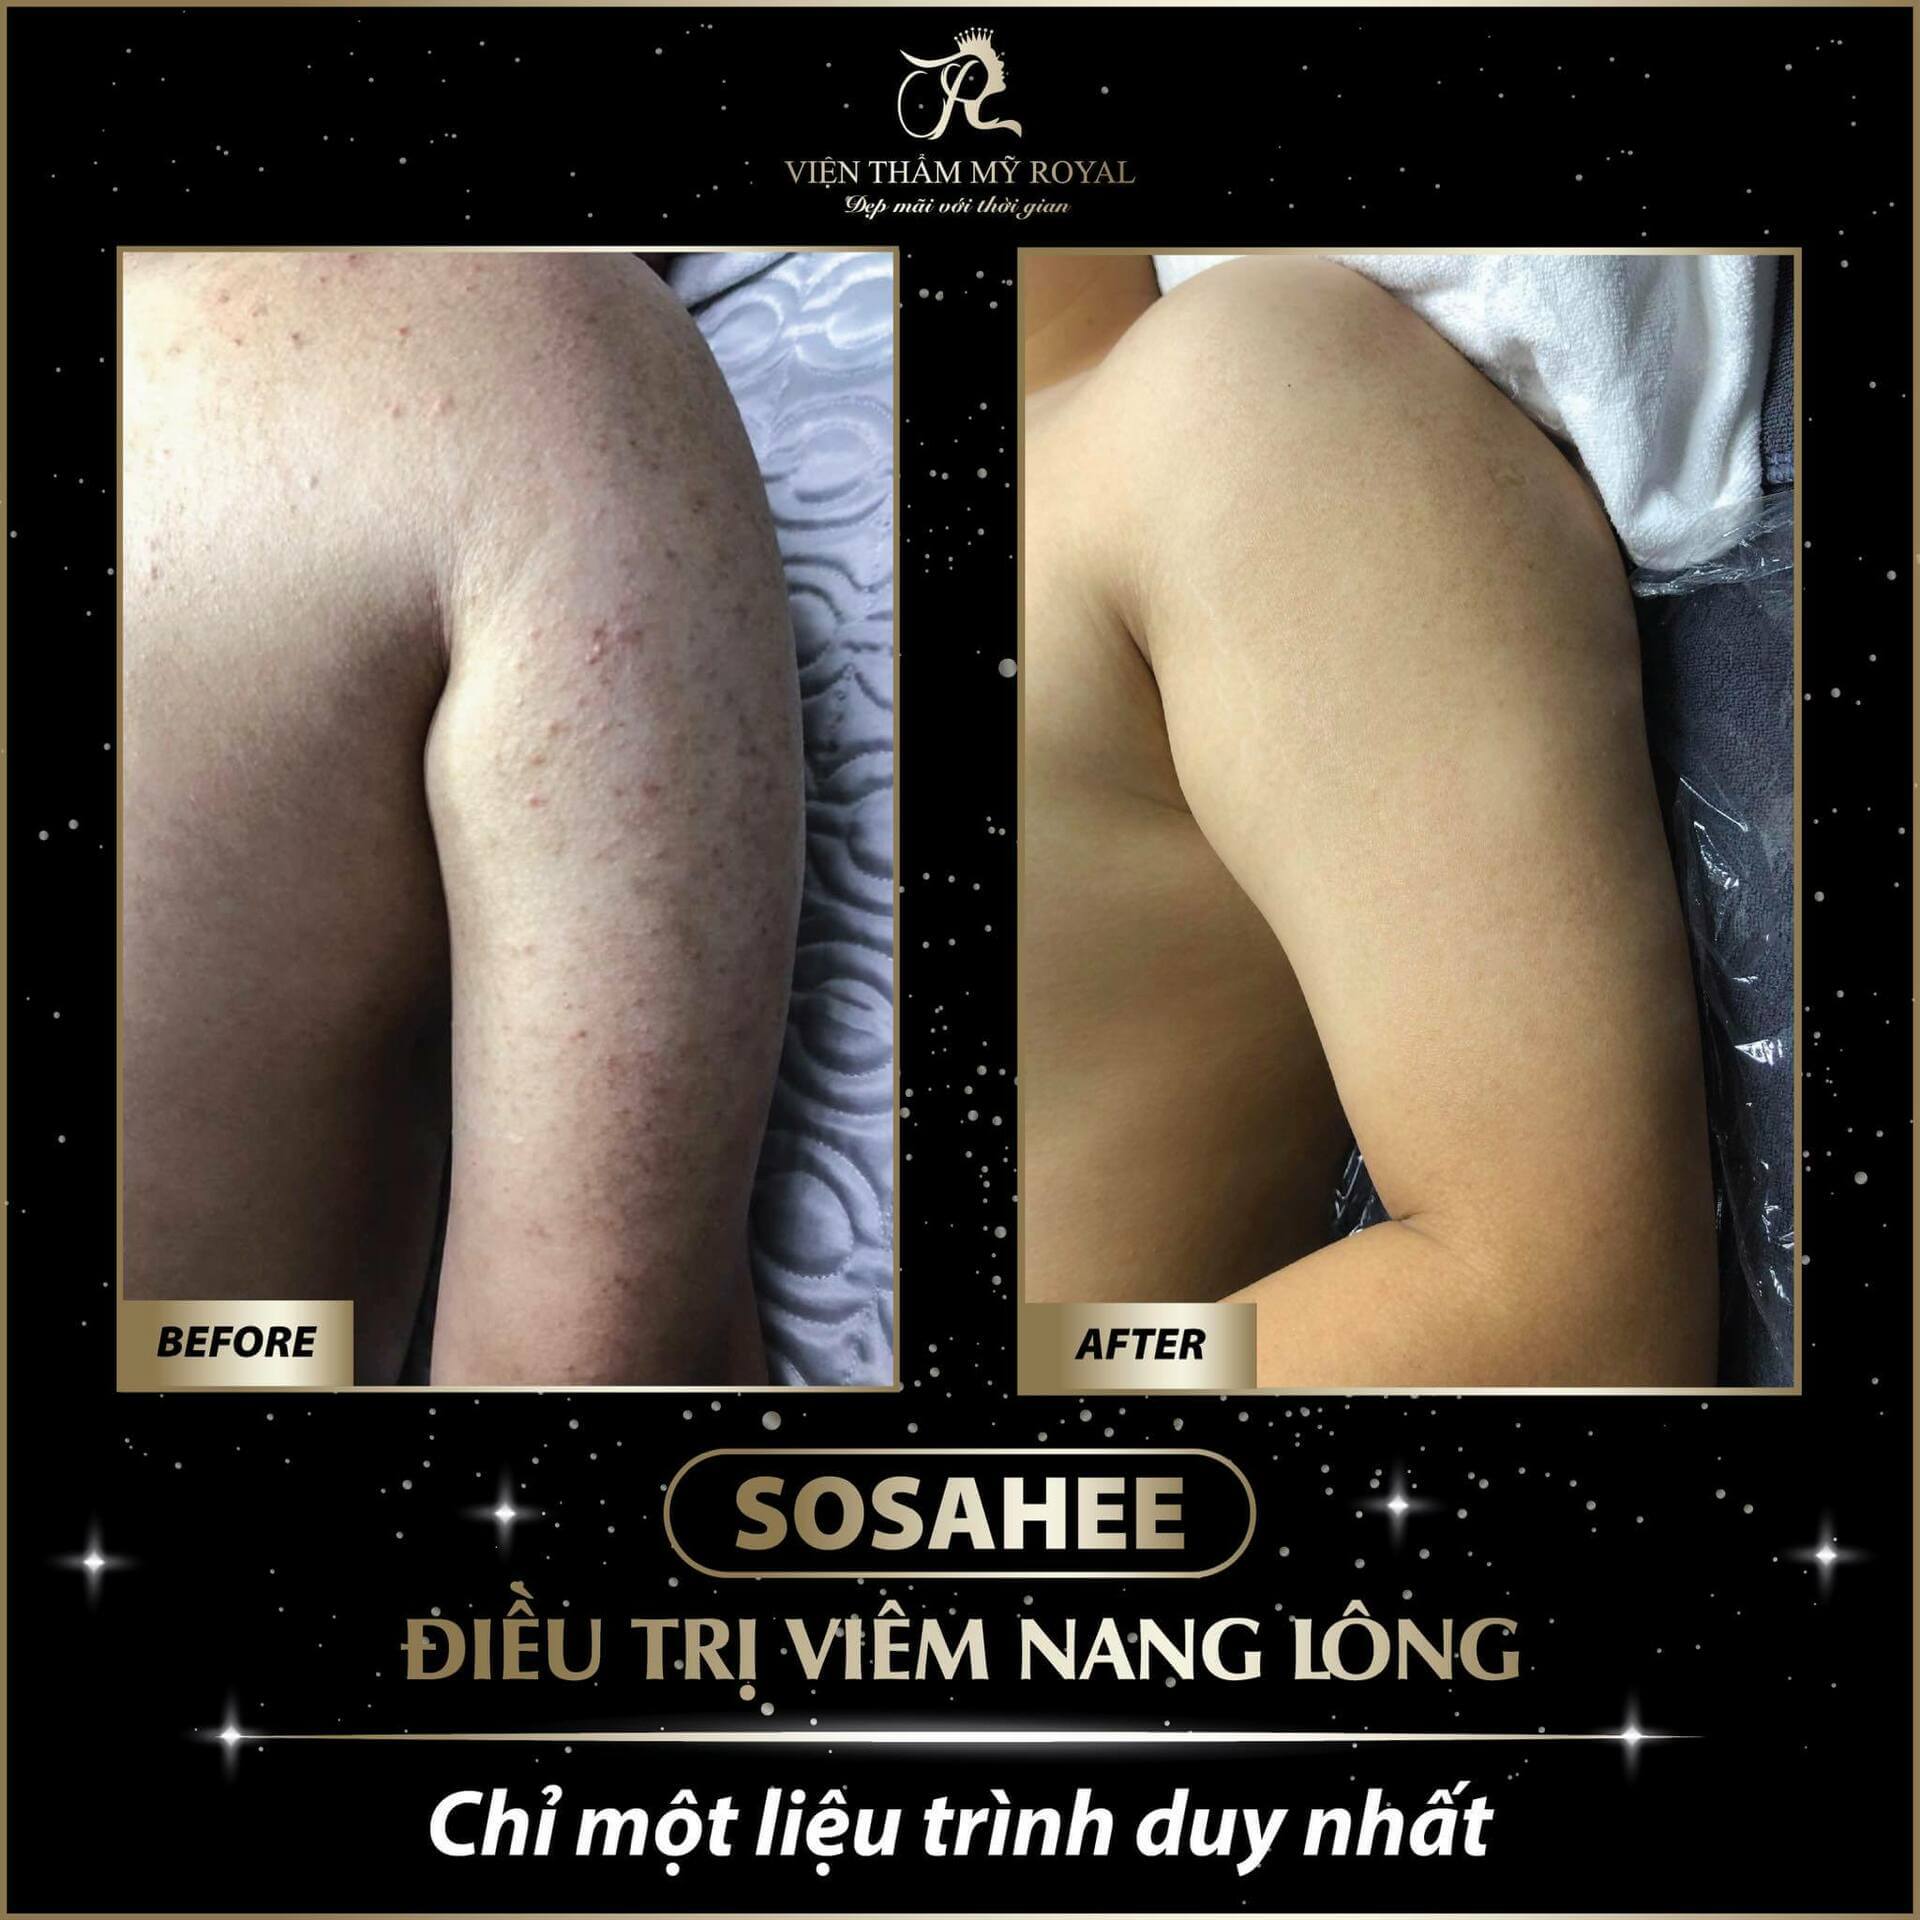 VIỆN THẨM MỸ ROYAL
Đẹp mãi với thời gian
BEFORE
AFTER
SOSAHEE
ĐIỀU TRỊ VIÊM NANG LÔNG
Chỉ một liệu trình duy nhất